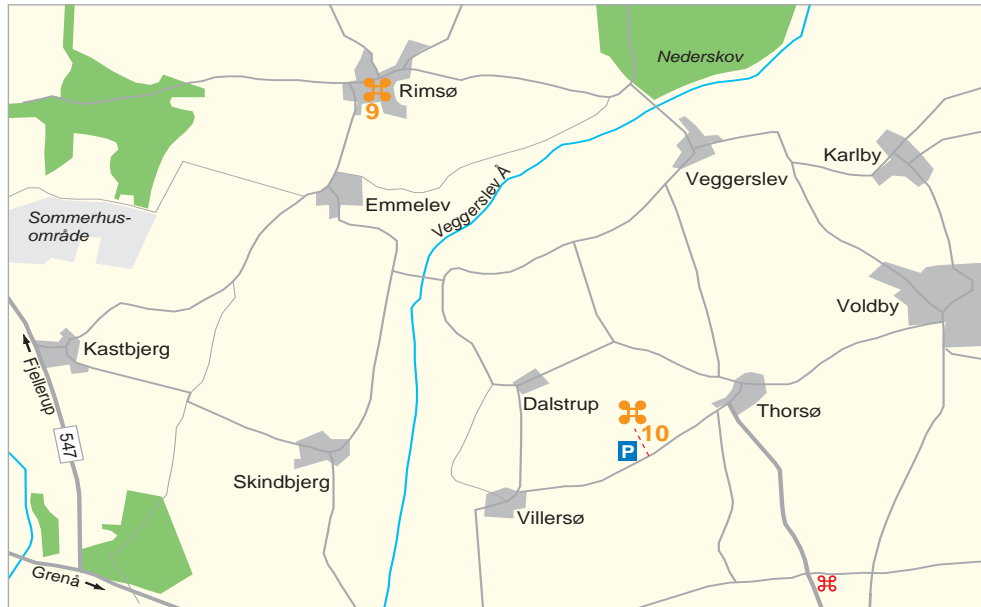 Nederskov
Rimsø
9
Karlby
Veggerslev
Emmelev
Veggerslev Å
Sommerhus-
område
Voldby
Kastbjerg
Fjellerup
Dalstrup
Thorsø
10
P
547
Skindbjerg
Villersø
Grenå